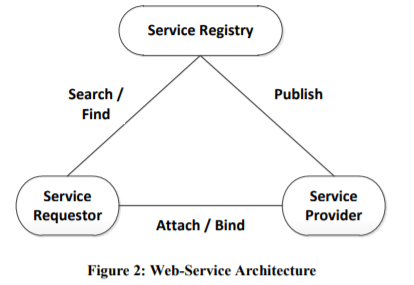 Service Registry
Search /
Find
Publish
Service
Requestor
Service
Provider
Attach / Bind
Figure 2: Web-Service Architecture